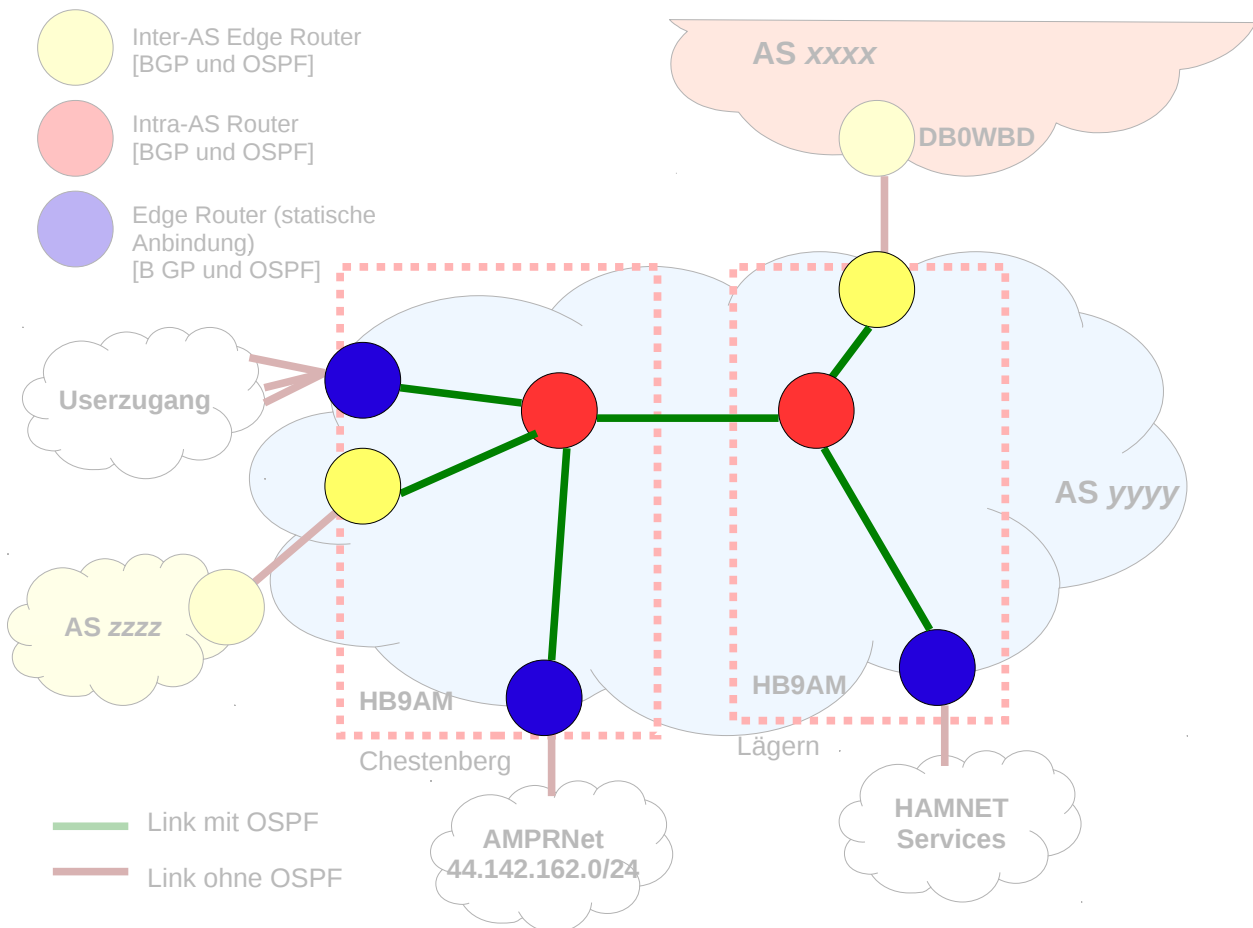 Inter-AS Edge Router
[BGP und OSPF]
Intra-AS Router
[BGP und OSPF]
Edge Router (statische
Anbindung)
[B GP und OSPF]
AS xxxx
DB0WBD
Userzugang
AS yyyy
AS zzzz
HB9AM
Chestenberg
HB9AM
Lägern
AMPRNet
44.142.162.0/24
HAMNET
Services
Link mit OSPF
Link ohne OSPF